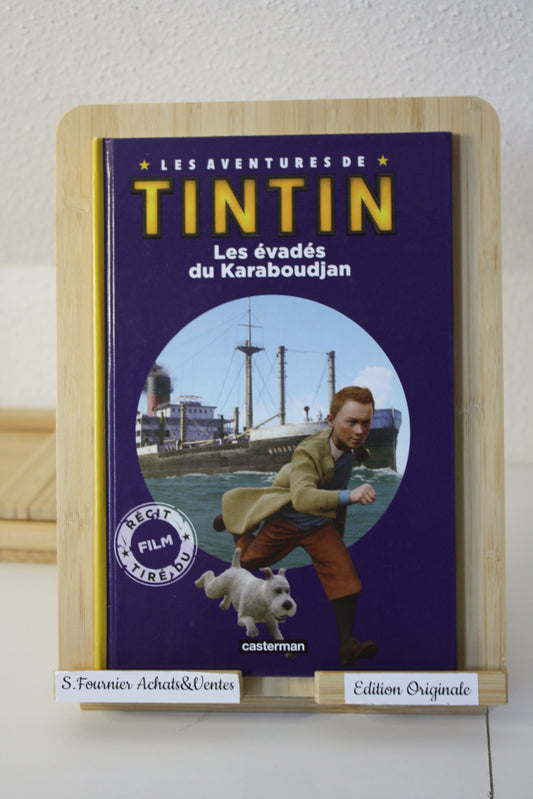 LES AVENTURES DE
TINTIN
Les évadés
du Karaboudjan
RÉCIT
FILM
TIRÉ DU
casterman
S.Fournier Achats&Ventes
Edition Originale